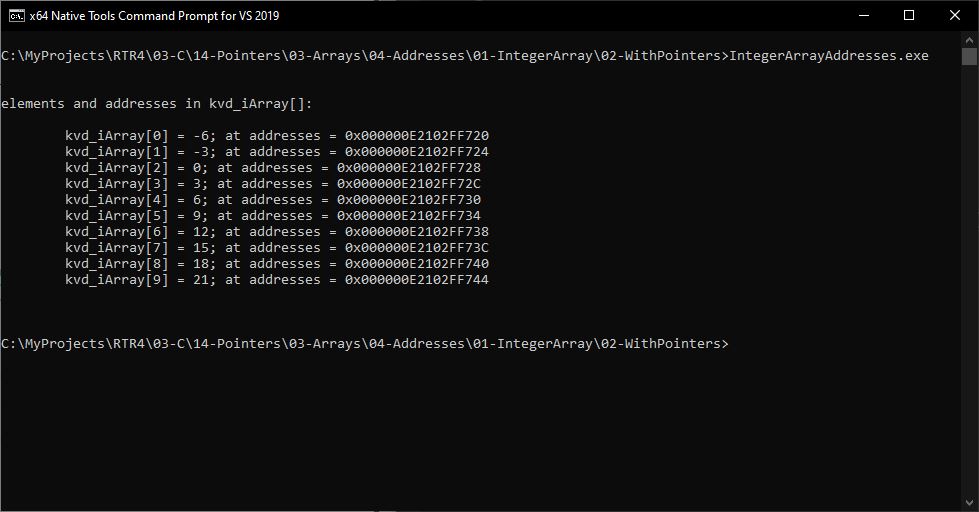 x64 Native Tools Command Prompt for VS 2019
C:\MyProjects\RTR4\03-C\14-Pointers\03-Arrays\04-Addresses\01-IntegerArray\02-WithPointers>IntegerArrayAddresses.exe
elements and addresses in kvd_iArray[]:
kvd_iArray[0] = -6; at addresses = 0x000000E2102FF720
kvd_iArray[1] = -3; at addresses = 0x000000E2102FF724
kvd_iArray[2] = 0; at addresses = 0x000000E2102FF728
kvd_iArray[3] = 3; at addresses = 0x000000E2102FF72C
kvd_iArray[4] = 6; at addresses = 0x000000E2102FF730
kvd_iArray[5] = 9; at addresses = 0x000000E2102FF734
kvd_iArray[6] = 12; at addresses = 0x000000E2102FF738
kvd_iArray[7] = 15; at addresses = 0x000000E2102FF73C
kvd_iArray[8] = 18; at addresses = 0x000000E2102FF740
kvd_iArray[9] = 21; at addresses = 0x000000E2102FF744
C:\MyProjects\RTR4\03-C\14-Pointers\03-Arrays\04-Addresses\01-IntegerArray\02-WithPointers>